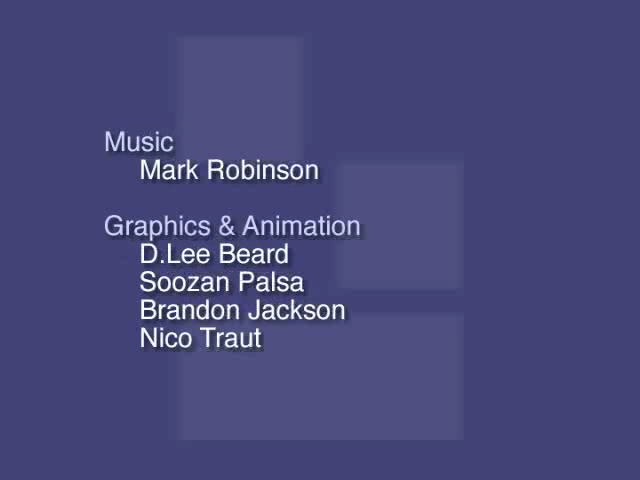 Music
Mark Robinson
Graphics & Animation
D.Lee Beard
Soozan Palsa
Brandon Jackson
Nico Traut